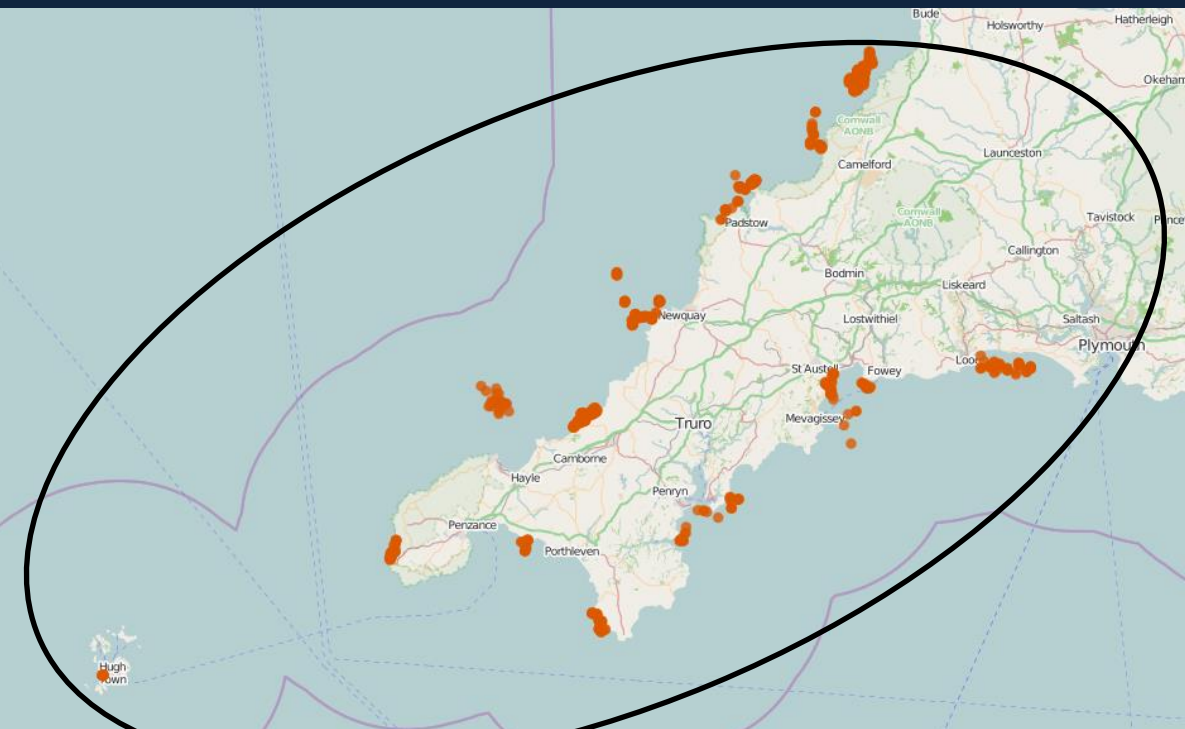 Bude
Holsworthy
Hatherleigh
Okeham
Cornwall
AONB
Launceston
Camelford
Tavistock
Cornwall
AONB
Padstow
Callington
Bodmin
Liskeard
Newquay
Lostwithiel
Saltash
Plymouth
Loo
St Austell
Fowey
Mevagissey
Truro
Camborne
Hayle
Penryn
Penzance
Porthleven
Hugh
Town